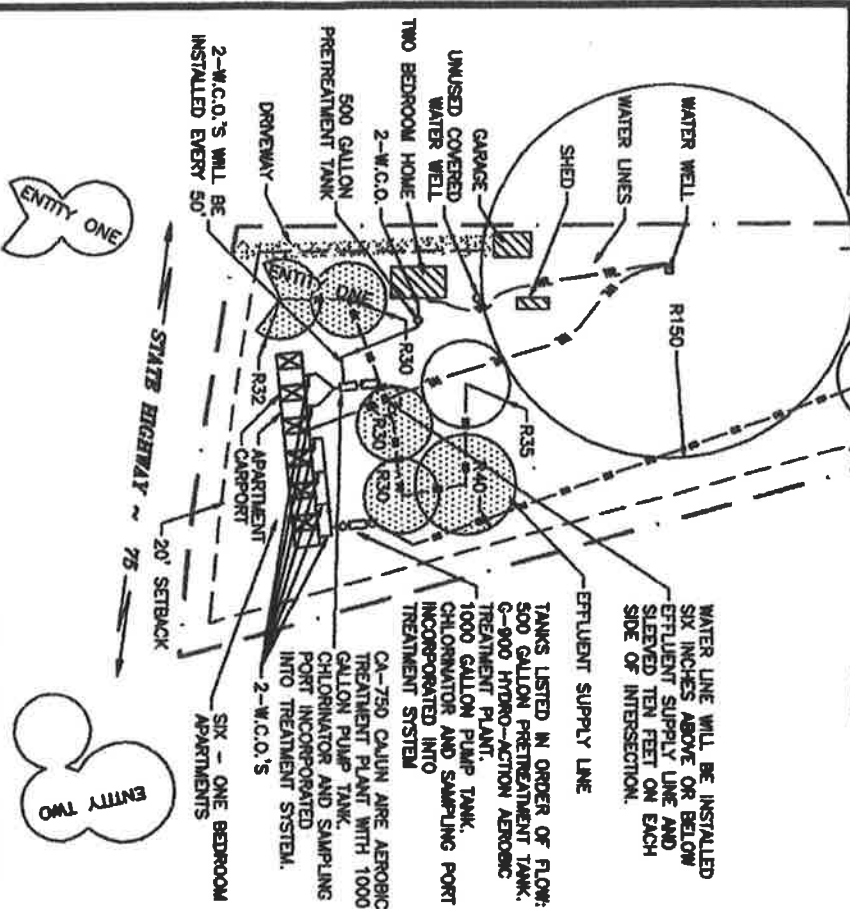 WATER LINE WILL BE INSTALLED
SIX INCHES ABOVE OR BELOW
EFFLUENT SUPPLY LINE AND
SLEEVED TEN FEET ON EACH
SIDE OF INTERSECTION.
EFFLUENT SUPPLY LINE
TANKS LISTED IN ORDER OF FLOW:
500 GALLON PRETREATMENT TANK.
G-900 HYDRO-ACTION AEROBIC
TREATMENT PLANT.
1000 GALLON PUMP TANK.
CHLORINATOR AND SAMPLING PORT
INCORPORATED INTO
TREATMENT SYSTEM
CA-750 CAJUN AIRE AEROBIC
TREATMENT PLANT WITH 1000
GALLON PUMP TANK.
CHLORINATOR AND SAMPLING
PORT INCORPORATED
INTO TREATMENT SYSTEM.
2-W.C.O.'S
SIX - ONE BEDROOM
APARTMENTS
WATER WELL
WATER LINES
SHED
GARAGE
UNUSED COVERED
WATER WELL
TWO BEDROOM HOME
2-W.C.O.
500 GALLON
PRETREATMENT TANK
DRIVEWAY
2-W.C.O.'S WILL BE
INSTALLED EVERY 50'
R150
R35
R40
R30
R30
R30
R32
ENTITY ONE
APARTMENT
CARPORT
20' SETBACK
STATE HIGHWAY ~ 75
ENTITY ONE
ENTITY TWO